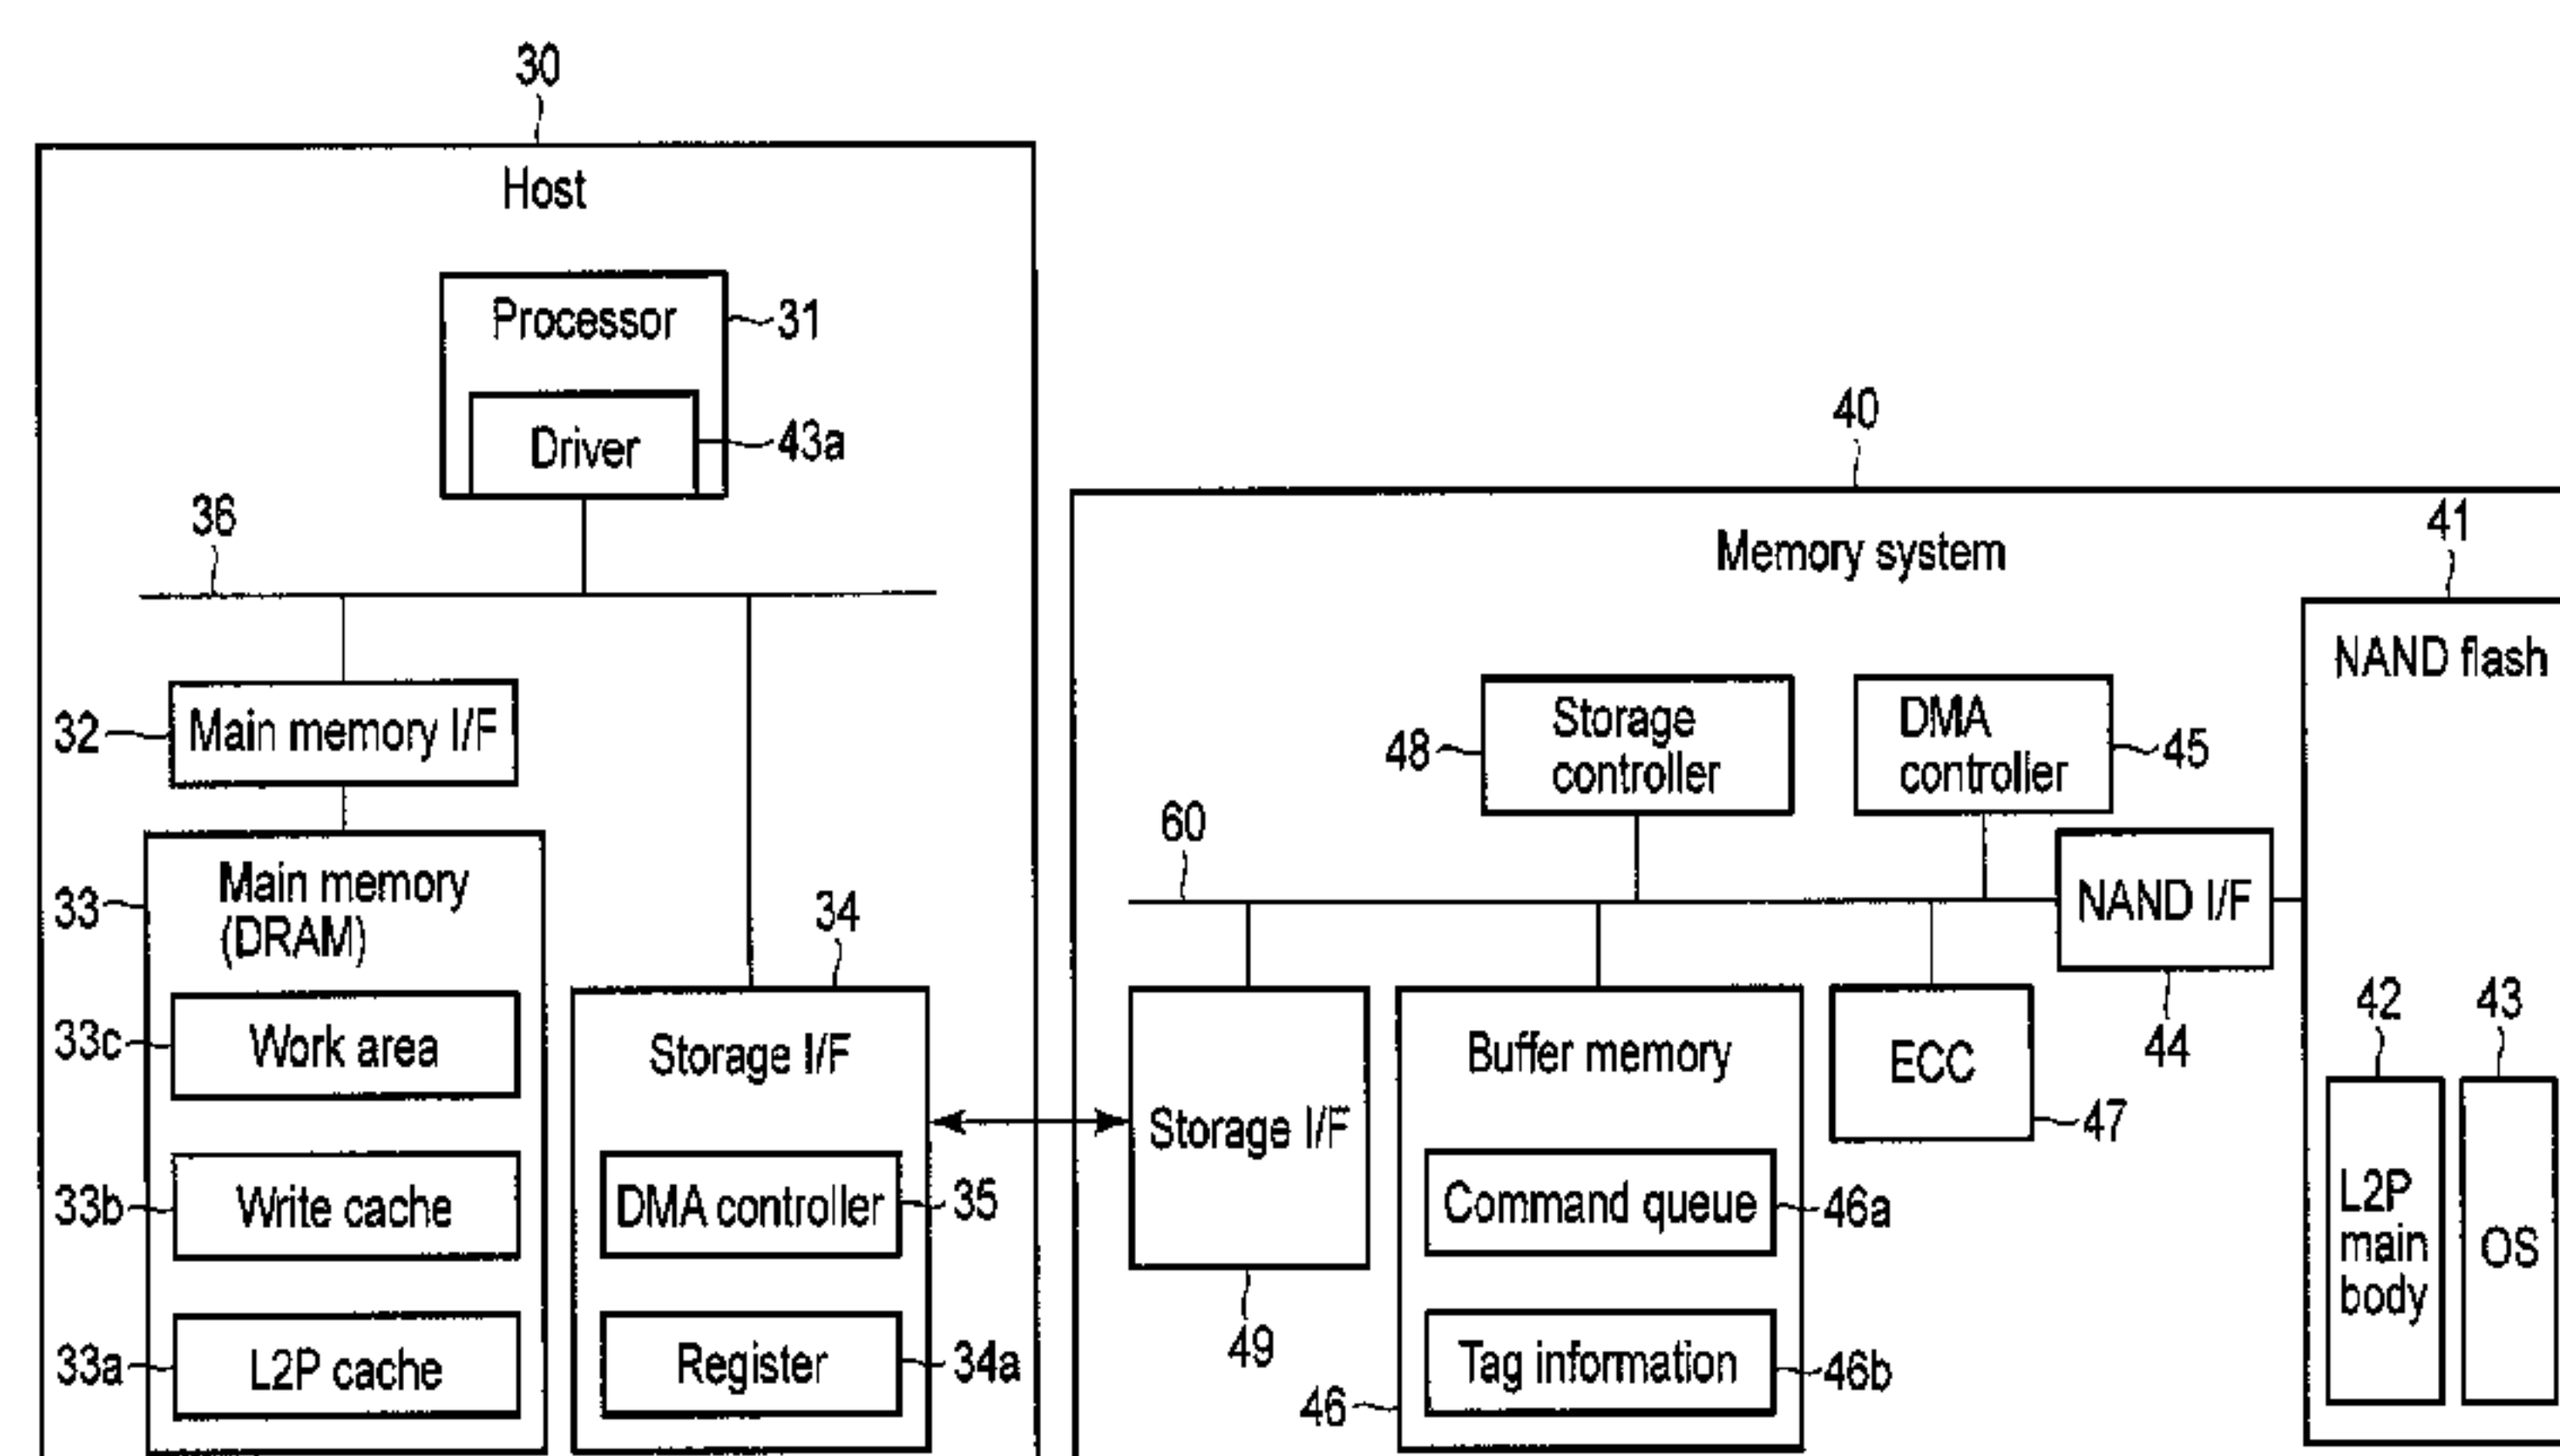 30
Host
Processor
31
Driver
43a
36
32
Main memory I/F
33
Main memory
(DRAM)
33c
Work area
33b
Write cache
33a
L2P cache
34
Storage I/F
DMA controller
35
Register
34a
40
Memory system
41
NAND flash
48
Storage
controller
DMA
controller
45
60
NAND I/F
44
Storage I/F
49
Buffer memory
Command queue
46a
Tag information
46b
46
ECC
47
42
43
L2P
main
body
OS